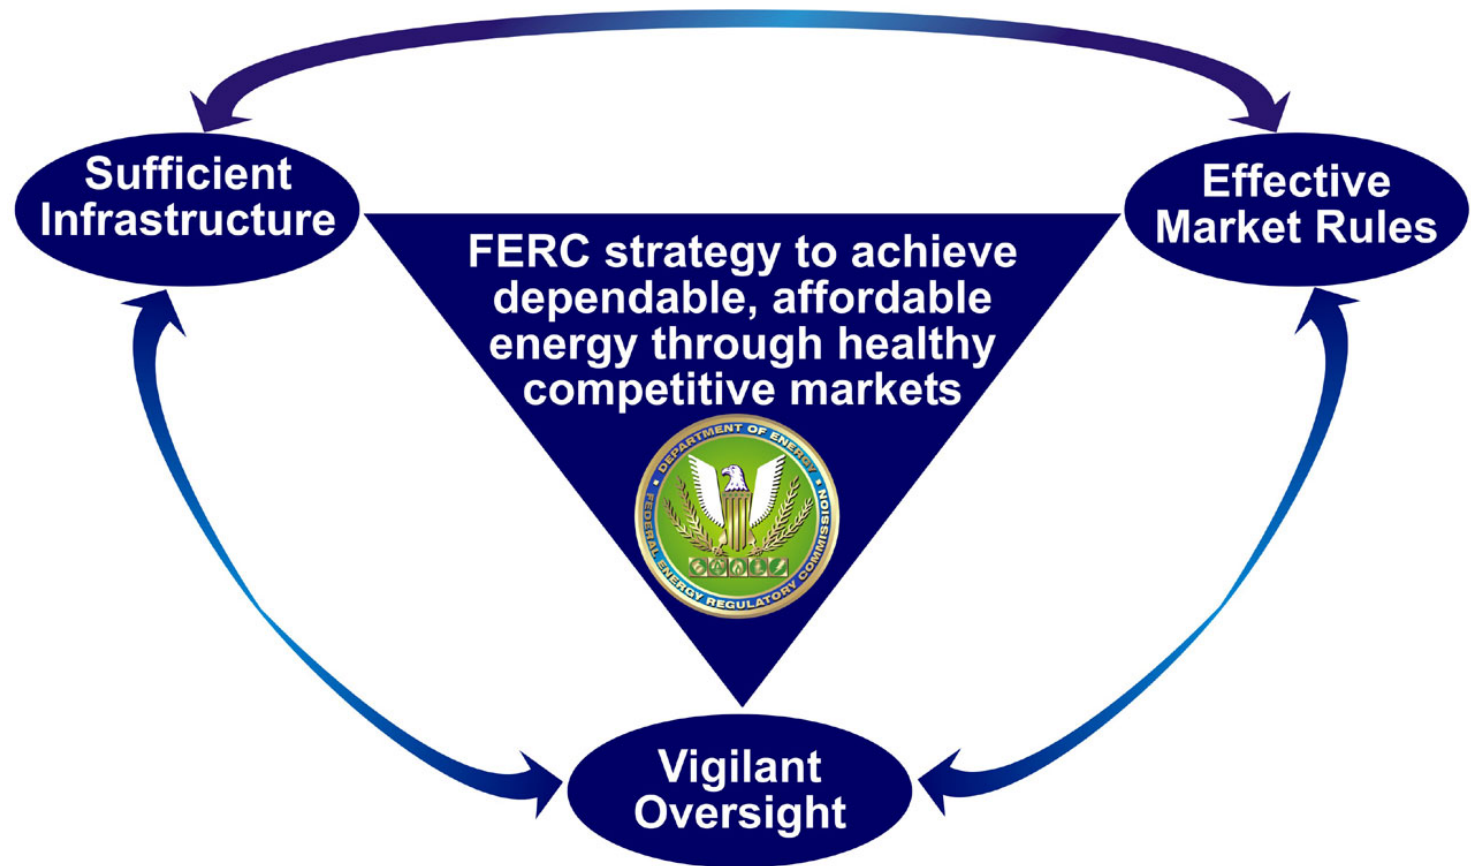 Sufficient
Infrastructure
Effective
Market Rules
FERC strategy to achieve
dependable, affordable
energy through healthy
competitive markets
DEPARTMENT OF ENERGY
FEDERAL ENERGY REGULATORY COMMISSION
Vigilant
Oversight